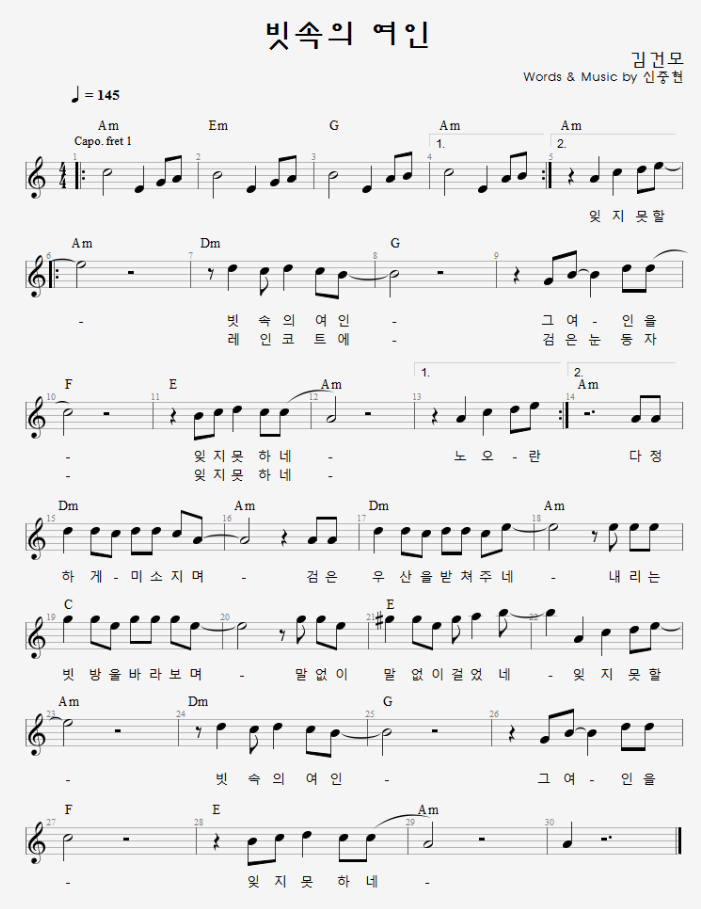 빗속의 여인
김건모
Words & Music by 신중현
= 145
Am Em G Am Am
Capo. fret 1
1. 2.
4 4
1 2 3 4 5
잊 지 못 할
Am Dm G
6 7 8 9
- 빗 속 의 여 인 - 그 여 - 인 을
레 인 코 트 에 - 검 은 눈 동 자
1. 2.
F E Am Am
10 11 12 13 14
- 잊 지 못 하 네 - 노 오 - 란 다 정
- 잊 지 못 하 네 -
Dm Am Dm Am
15 16 17 18
하 게 - 미 소 지 며 - 검 은 우 산 을 받 쳐 주 네 - 내 리 는
C E
19 20 21 22
빗 방 울 바 라 보 며 - 말 없 이 말 없 이 걸 었 네 - 잊 지 못 할
Am Dm G
23 24 25 26
- 빗 속 의 여 인 - 그 여 - 인 을
F E Am
27 28 29 30
- 잊 지 못 하 네 -